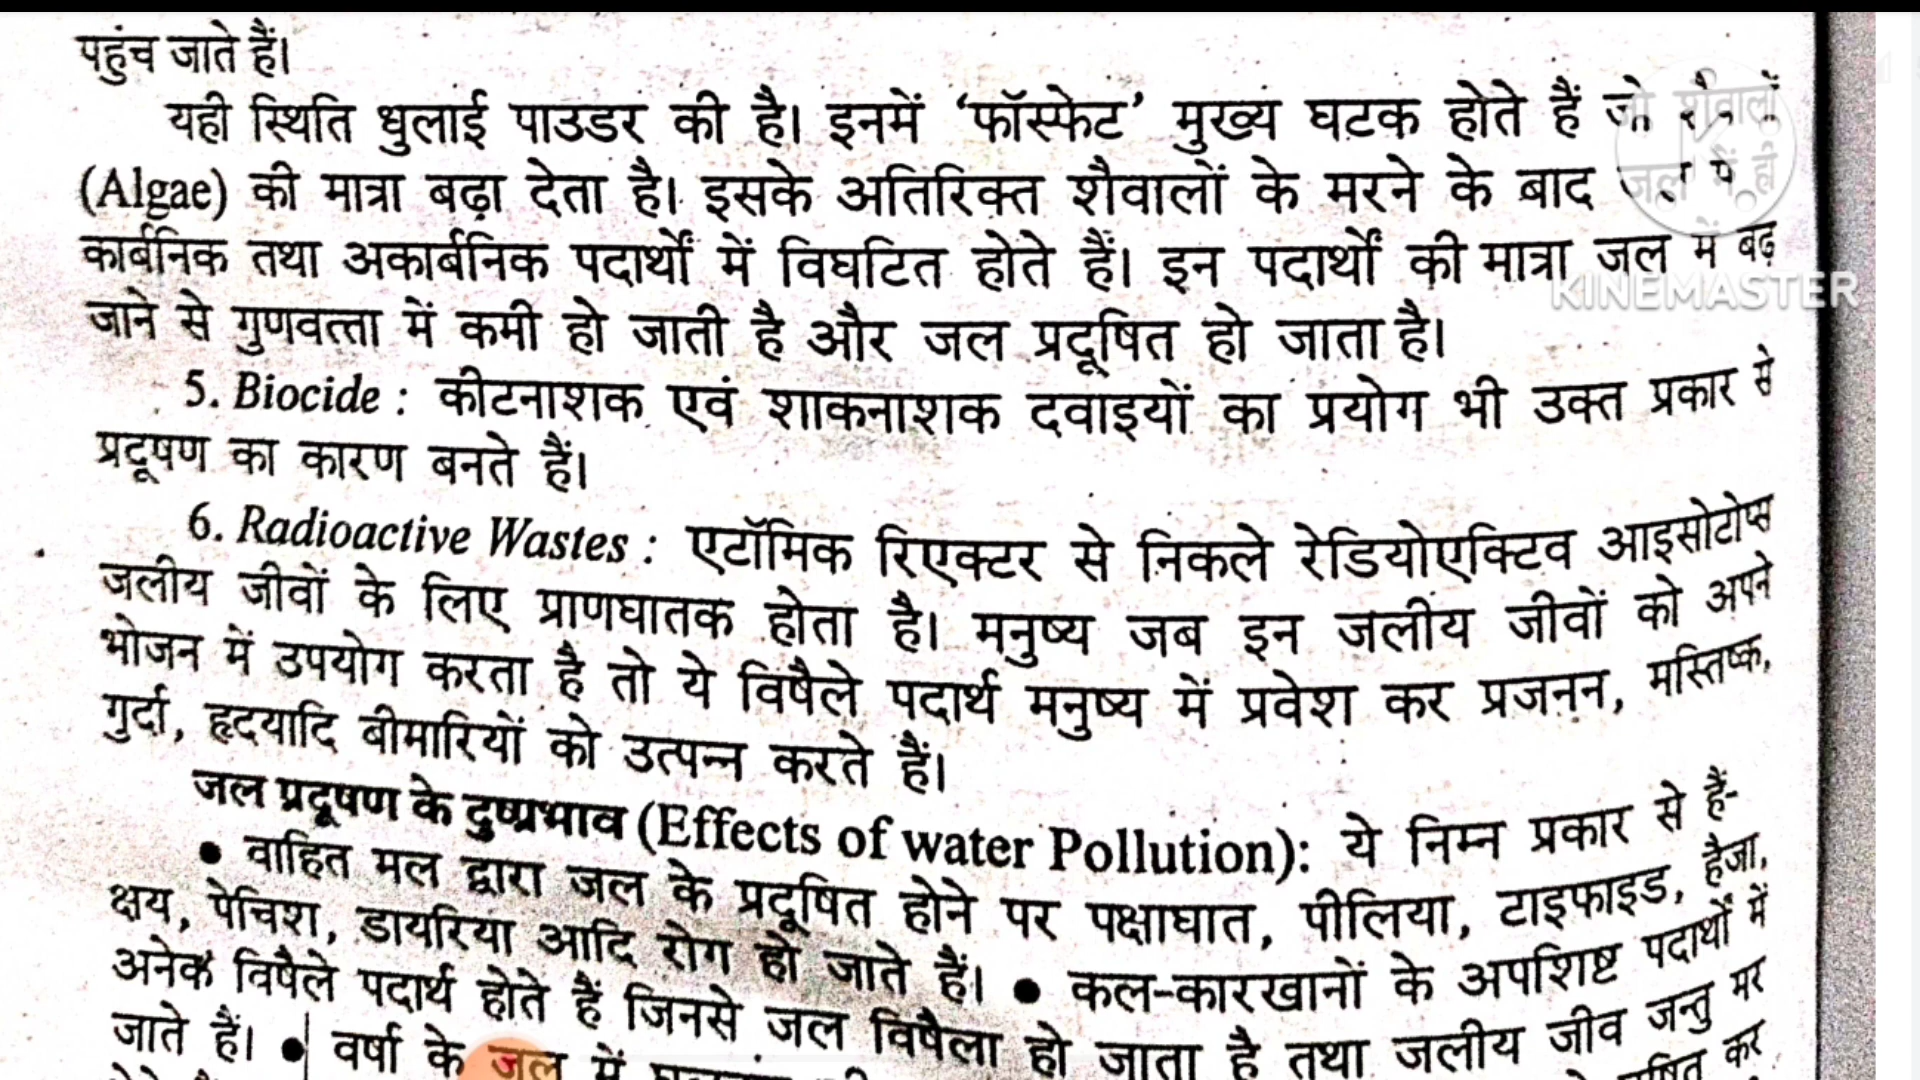 पहुंच जाते हैं।
यही स्थिति धुलाई पाउडर की है। इनमें ‘फॉस्फेट’ मुख्य घटक होते हैं जो शैवालों
(Algae) की मात्रा बढ़ा देता है। इसके अतिरिक्त शैवालों के मरने के बाद जल में ही
कार्बनिक तथा अकार्बनिक पदार्थों में विघटित होते हैं। इन पदार्थों की मात्रा जल में बढ़
जाने से गुणवत्ता में कमी हो जाती है और जल प्रदूषित हो जाता है।
5. Biocide : कीटनाशक एवं शाकनाशक दवाइयों का प्रयोग भी उक्त प्रकार से
प्रदूषण का कारण बनते हैं।
6. Radioactive Wastes : एटॉमिक रिएक्टर से निकले रेडियोएक्टिव आइसोटोप्स
जलीय जीवों के लिए प्राणघातक होता है। मनुष्य जब इन जलीय जीवों को अपने
भोजन में उपयोग करता है तो ये विषैले पदार्थ मनुष्य में प्रवेश कर प्रजनन, मस्तिष्क,
गुर्दा, हृदयादि बीमारियों को उत्पन्न करते हैं।
जल प्रदूषण के दुष्प्रभाव (Effects of water Pollution): ये निम्न प्रकार से हैं-
● वाहित मल द्वारा जल के प्रदूषित होने पर पक्षाघात, पीलिया, टाइफाइड, हैजा,
क्षय, पेचिश, डायरिया आदि रोग हो जाते हैं। ● कल-कारखानों के अपशिष्ट पदार्थों में
अनेक विषैले पदार्थ होते हैं जिनसे जल विषैला हो जाता है तथा जलीय जीव जन्तु मर
जाते हैं। ● वर्षा के जल में कर
KINEMASTER